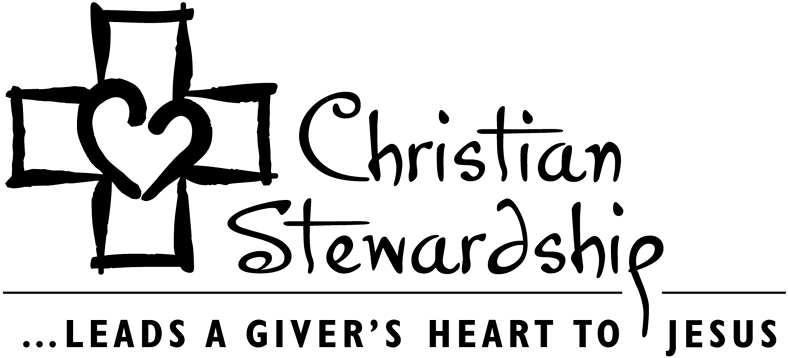 Christian
Stewardship
...LEADS A GIVER'S HEART TO JESUS